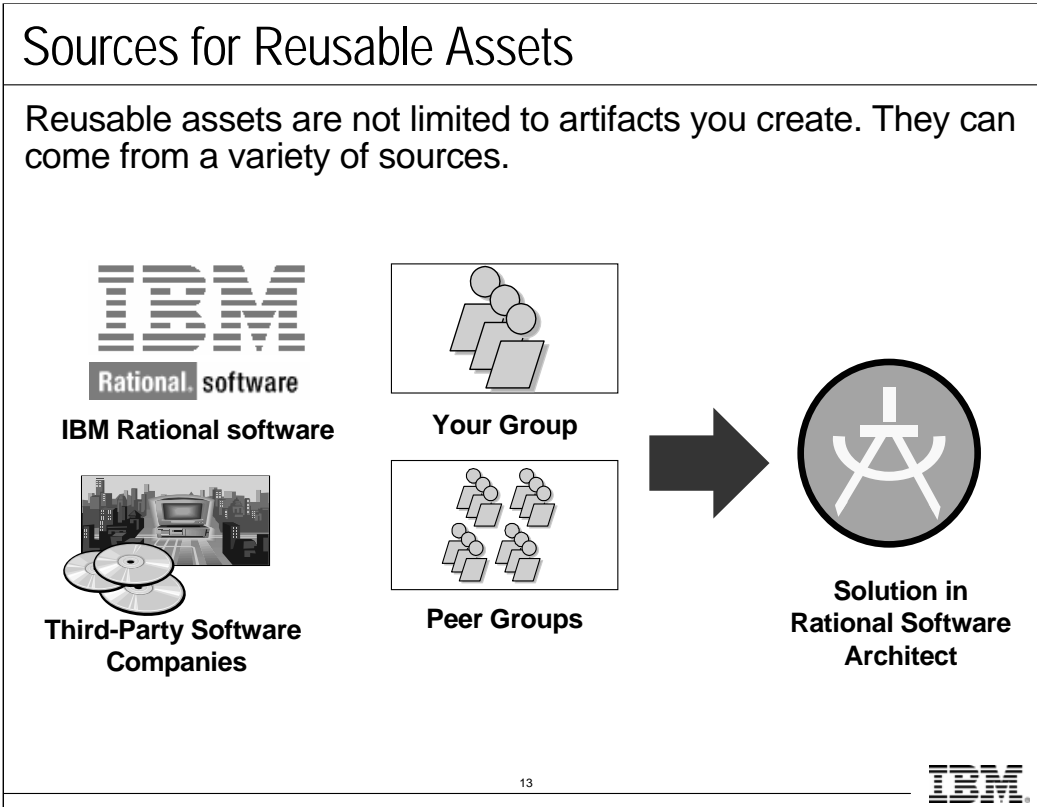 Sources for Reusable Assets
Reusable assets are not limited to artifacts you create. They can
come from a variety of sources.
IBM
Rational. software
IBM Rational software
Your Group
Third-Party Software
Companies
Peer Groups
Solution in
Rational Software
Architect
13
IBM®